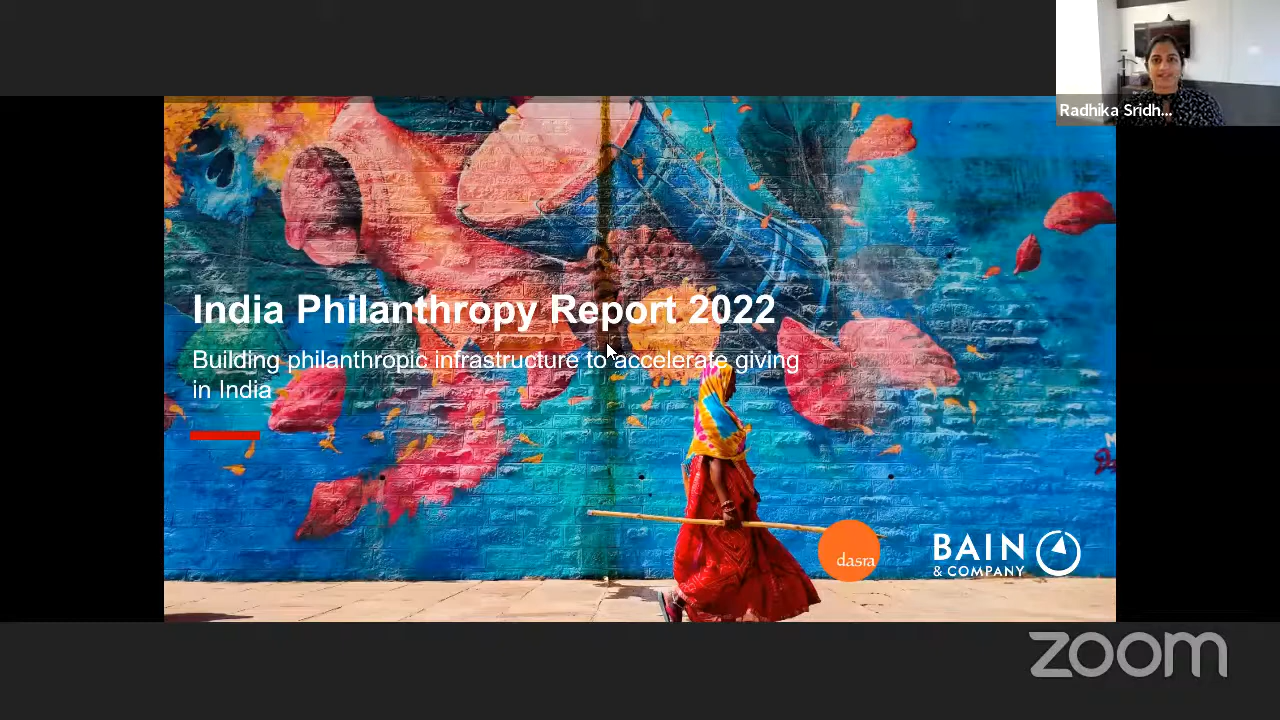 Radhika Sridh...
India Philanthropy Report 2022
Building philanthropic infrastructure to accelerate giving
in India
dasra
BAIN
& COMPANY
zoom